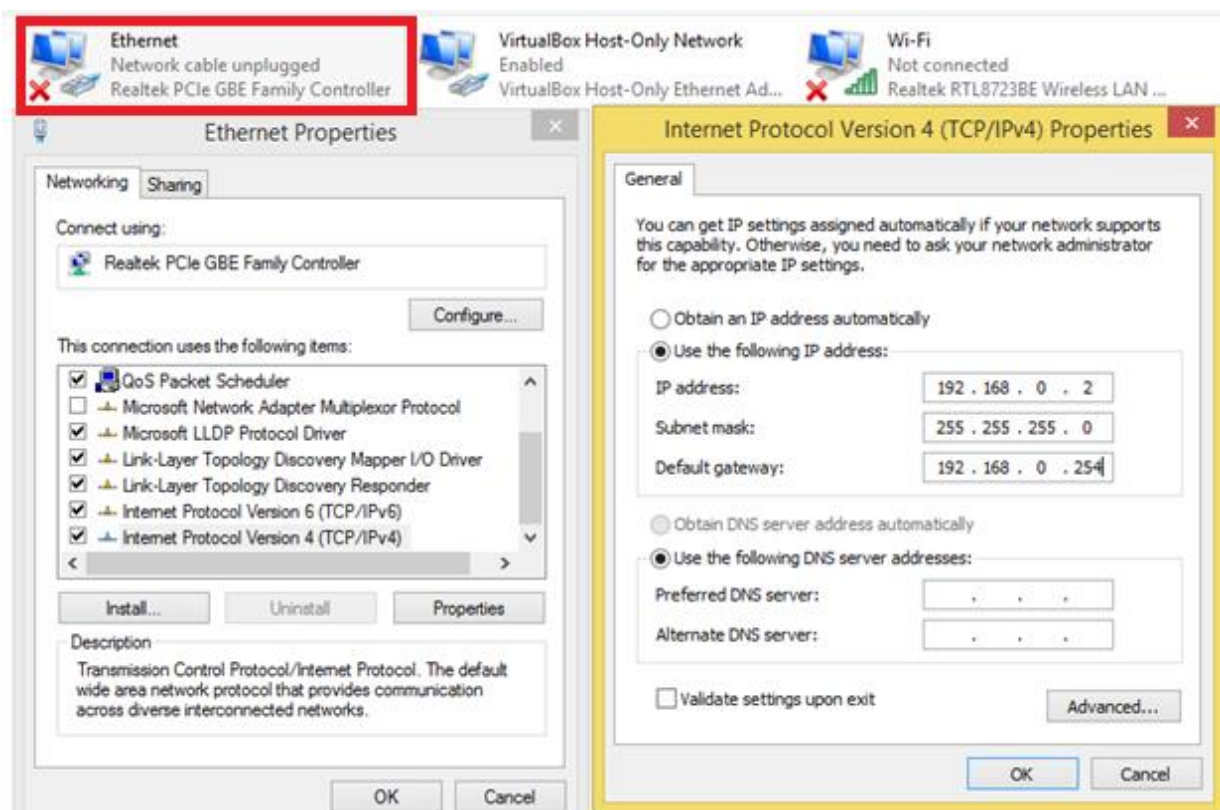 Ethernet
Network cable unplugged
Realtek PCIe GBE Family Controller
VirtualBox Host-Only Network
Enabled
VirtualBox Host-Only Ethernet Ad...
Wi-Fi
Not connected
Realtek RTL8723BE Wireless LAN ...
Ethernet Properties
Networking
Sharing
Connect using:
Realtek PCIe GBE Family Controller
Configure...
This connection uses the following items:
QoS Packet Scheduler
Microsoft Network Adapter Multiplexor Protocol
Microsoft LLDP Protocol Driver
Link-Layer Topology Discovery Mapper I/O Driver
Link-Layer Topology Discovery Responder
Internet Protocol Version 6 (TCP/IPv6)
Internet Protocol Version 4 (TCP/IPv4)
Install...
Uninstall
Properties
Description
Transmission Control Protocol/Internet Protocol. The default
wide area network protocol that provides communication
across diverse interconnected networks.
OK
Cancel
Internet Protocol Version 4 (TCP/IPv4) Properties
General
You can get IP settings assigned automatically if your network supports
this capability. Otherwise, you need to ask your network administrator
for the appropriate IP settings.
Obtain an IP address automatically
Use the following IP address:
IP address: 192 . 168 . 0 . 2
Subnet mask: 255 . 255 . 255 . 0
Default gateway: 192 . 168 . 0 . 254
Obtain DNS server address automatically
Use the following DNS server addresses:
Preferred DNS server: . . .
Alternate DNS server: . . .
Validate settings upon exit
Advanced...
OK
Cancel